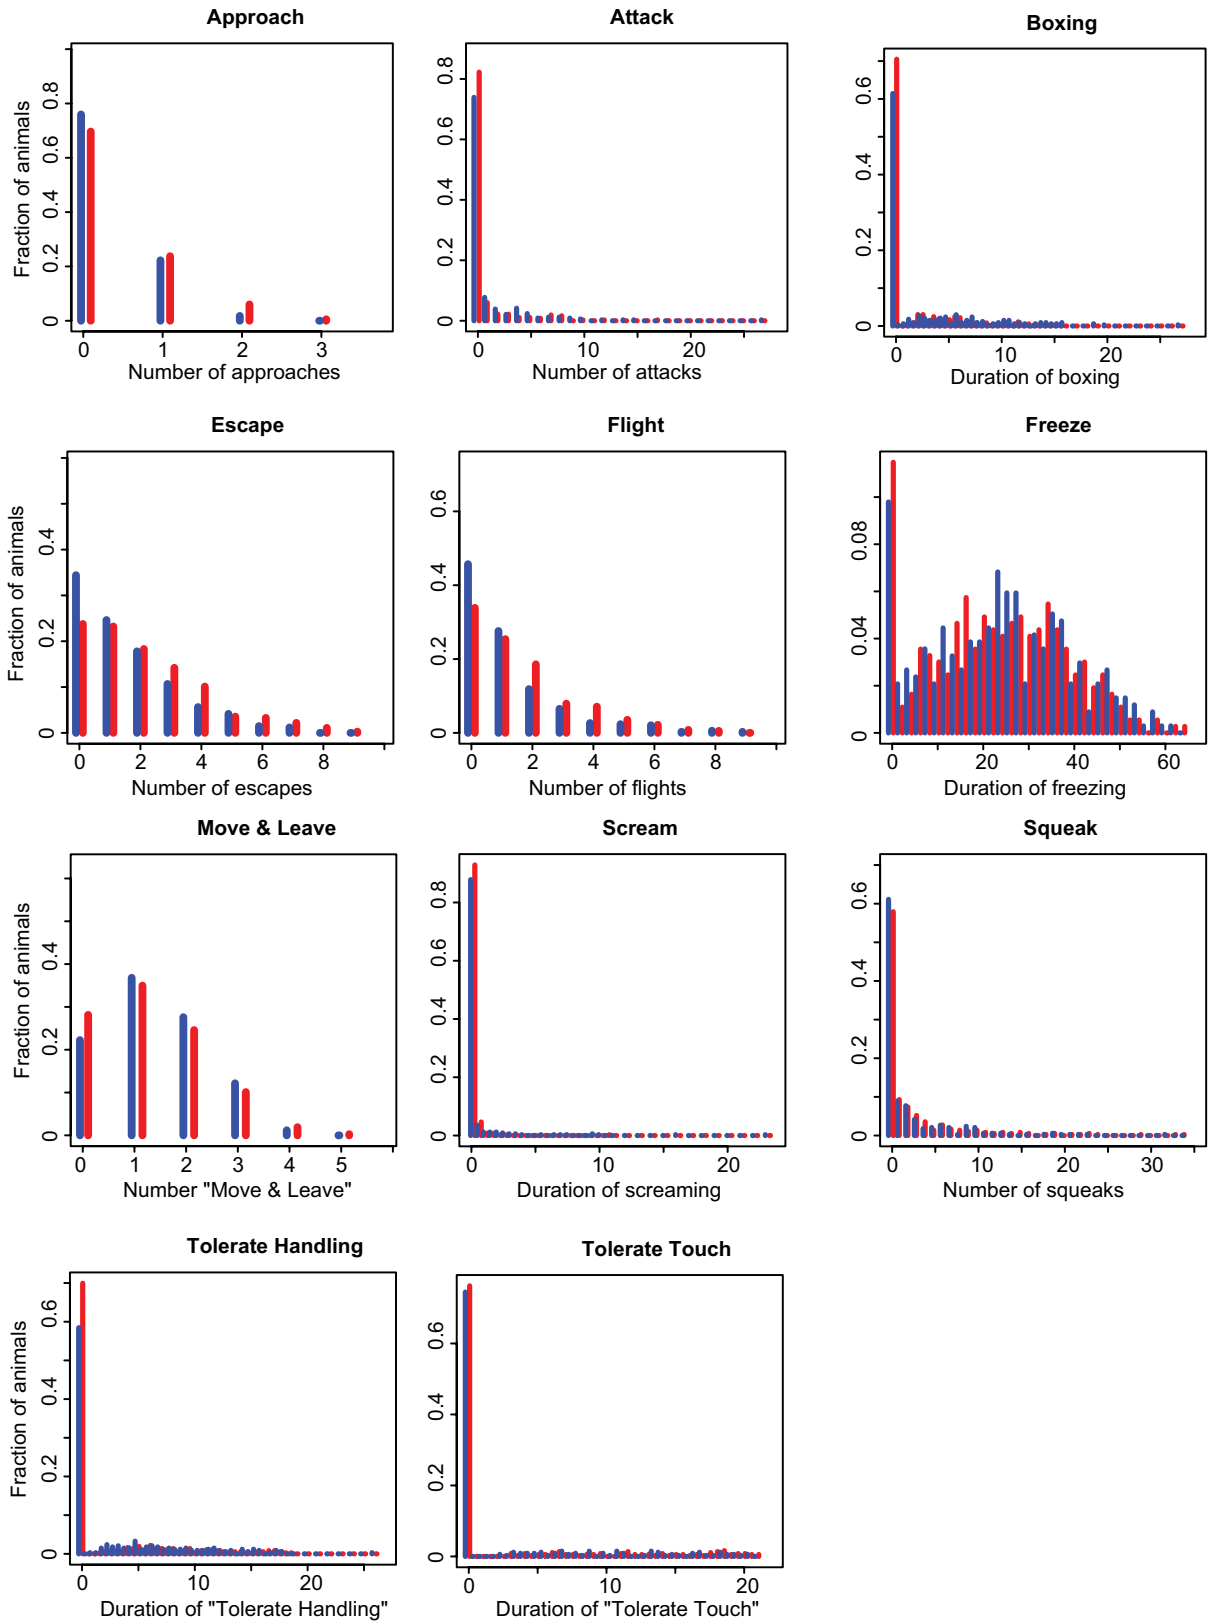 Approach
Attack
Boxing
Fraction of animals
0 0.2 0.4 0.6 0.8
0 1 2 3
Number of approaches
0 0.2 0.4 0.6 0.8
0 10 20
Number of attacks
0 0.2 0.4 0.6
0 10 20
Duration of boxing
Escape
Flight
Freeze
Fraction of animals
0 0.2 0.4
0 2 4 6 8
Number of escapes
0 0.2 0.4 0.6
0 2 4 6 8
Number of flights
0 0.04 0.08
0 20 40 60
Duration of freezing
Move & Leave
Scream
Squeak
Fraction of animals
0 0.2 0.4
0 1 2 3 4 5
Number "Move & Leave"
0 0.2 0.4 0.6 0.8
0 10 20
Duration of screaming
0 0.2 0.4 0.6
0 10 20 30
Number of squeaks
Tolerate Handling
Tolerate Touch
Fraction of animals
0 0.2 0.4 0.6
0 10 20
Duration of "Tolerate Handling"
0 0.2 0.4 0.6
0 10 20
Duration of "Tolerate Touch"